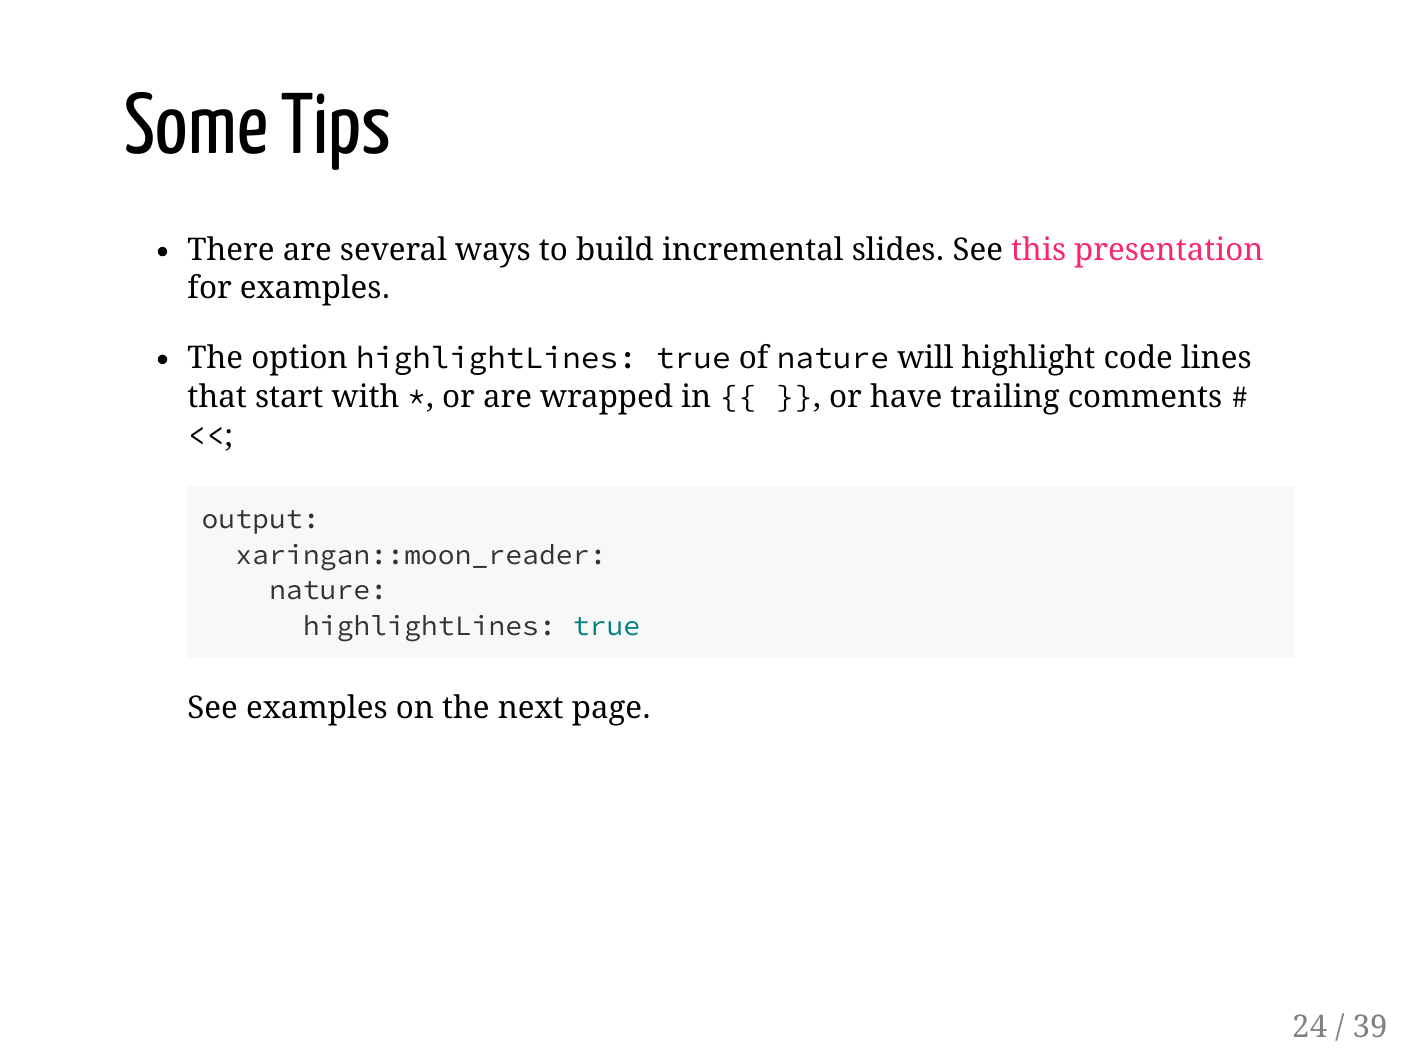 Some Tips
There are several ways to build incremental slides. See this presentation
for examples.
The option highlightLines: true of nature will highlight code lines
that start with *, or are wrapped in {{ }}, or have trailing comments #
<<;
output:
  xaringan::moon_reader:
    nature:
      highlightLines: true
See examples on the next page.
24 / 39